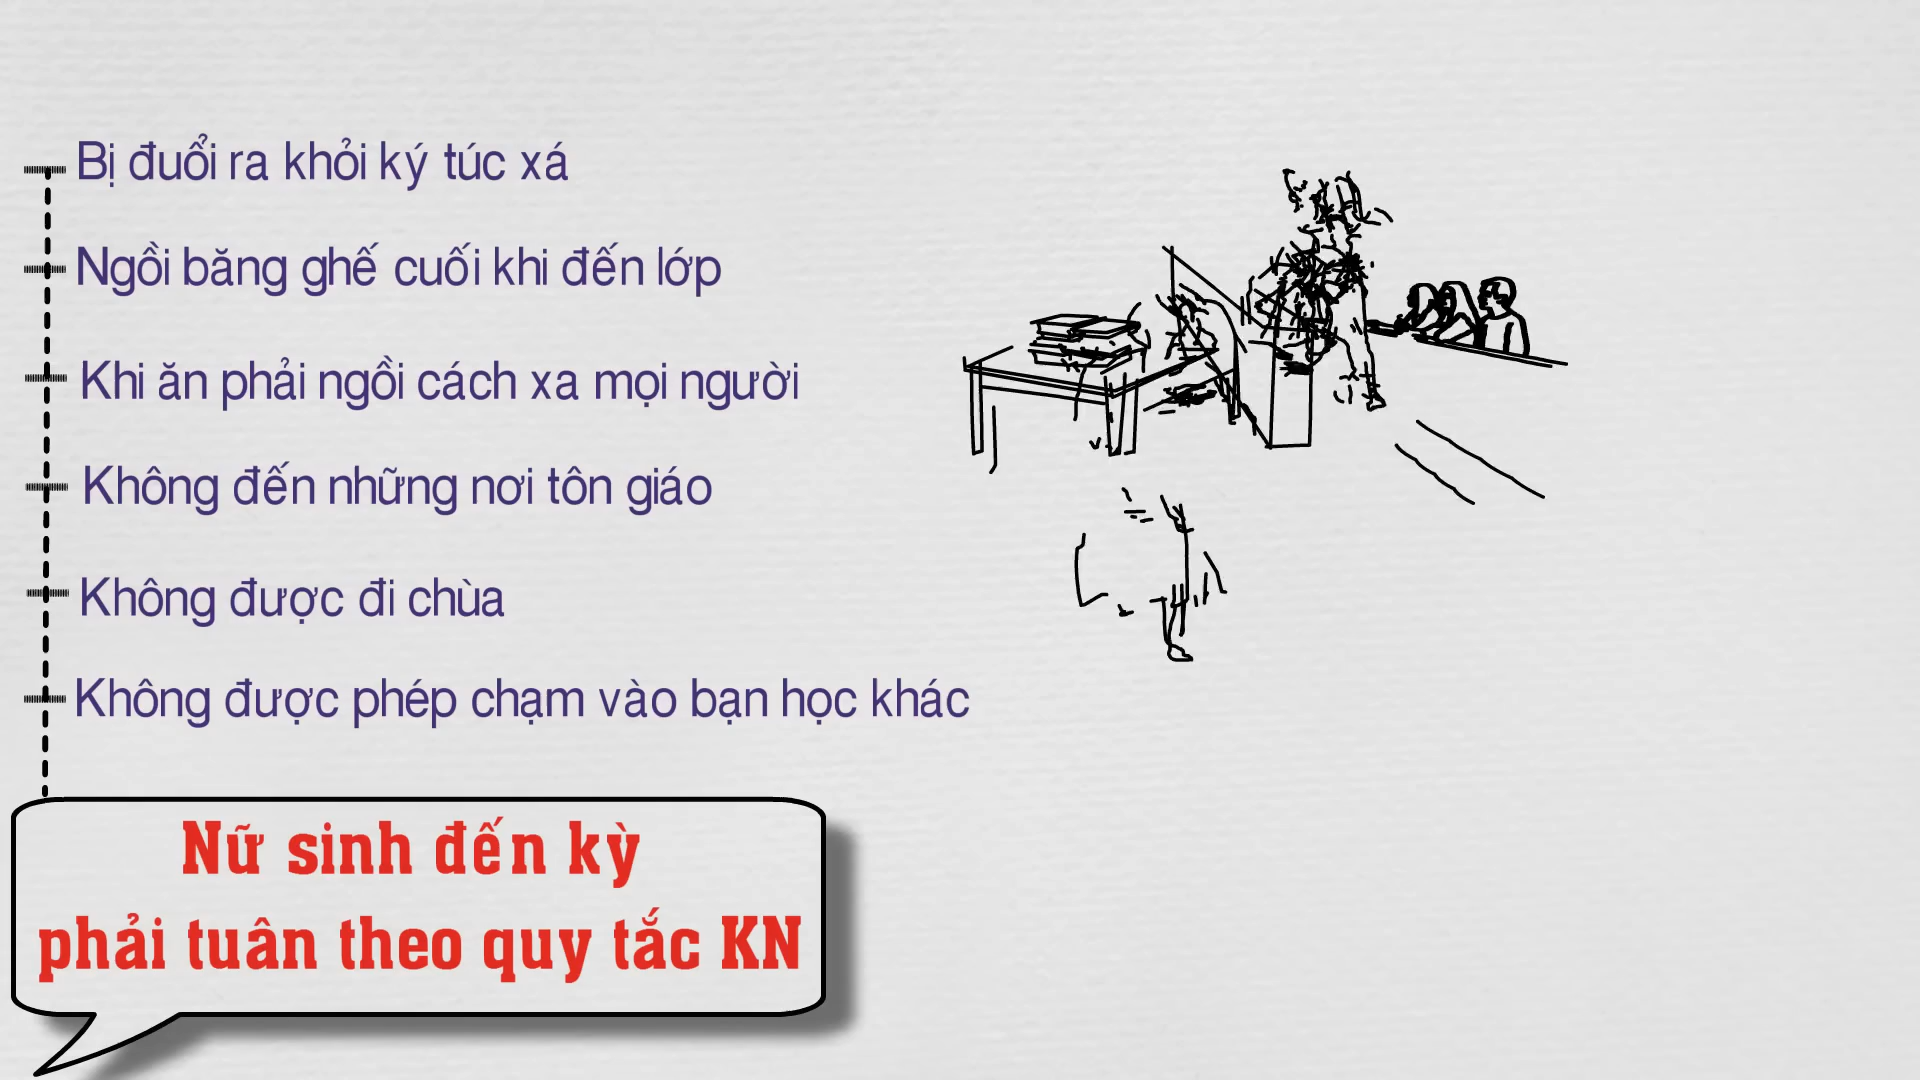 Bị đuổi ra khỏi ký túc xá
Ngồi băng ghế cuối khi đến lớp
Khi ăn phải ngồi cách xa mọi người
Không đến những nơi tôn giáo
Không được đi chùa
Không được phép chạm vào bạn học khác
Nữ sinh đến kỳ
phải tuân theo quy tắc KN